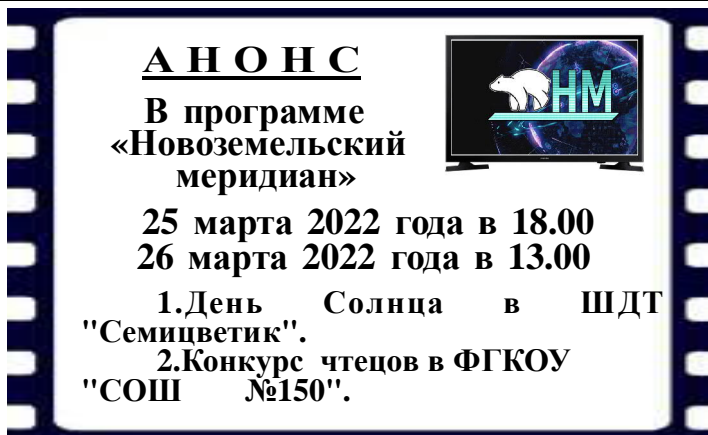 АНОНС
НМ
В программе
«Новоземельский
меридиан»
25 марта 2022 года в 18.00
26 марта 2022 года в 13.00
1.День Солнца в ШДТ
"Семицветик".
2.Конкурс чтецов в ФГКОУ
"СОШ №150".